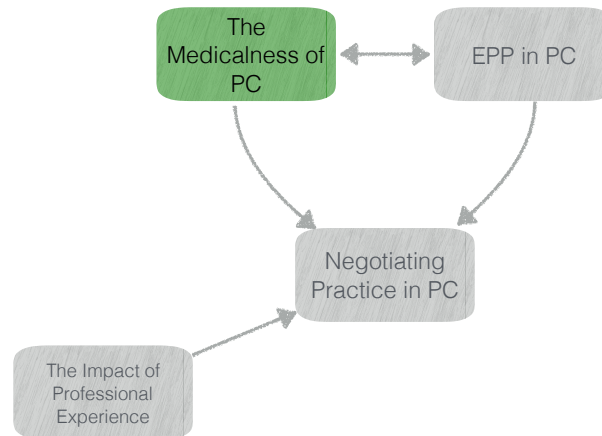 The
Medicalness of
PC
EPP in PC
Negotiating
Practice in PC
The Impact of
Professional
Experience